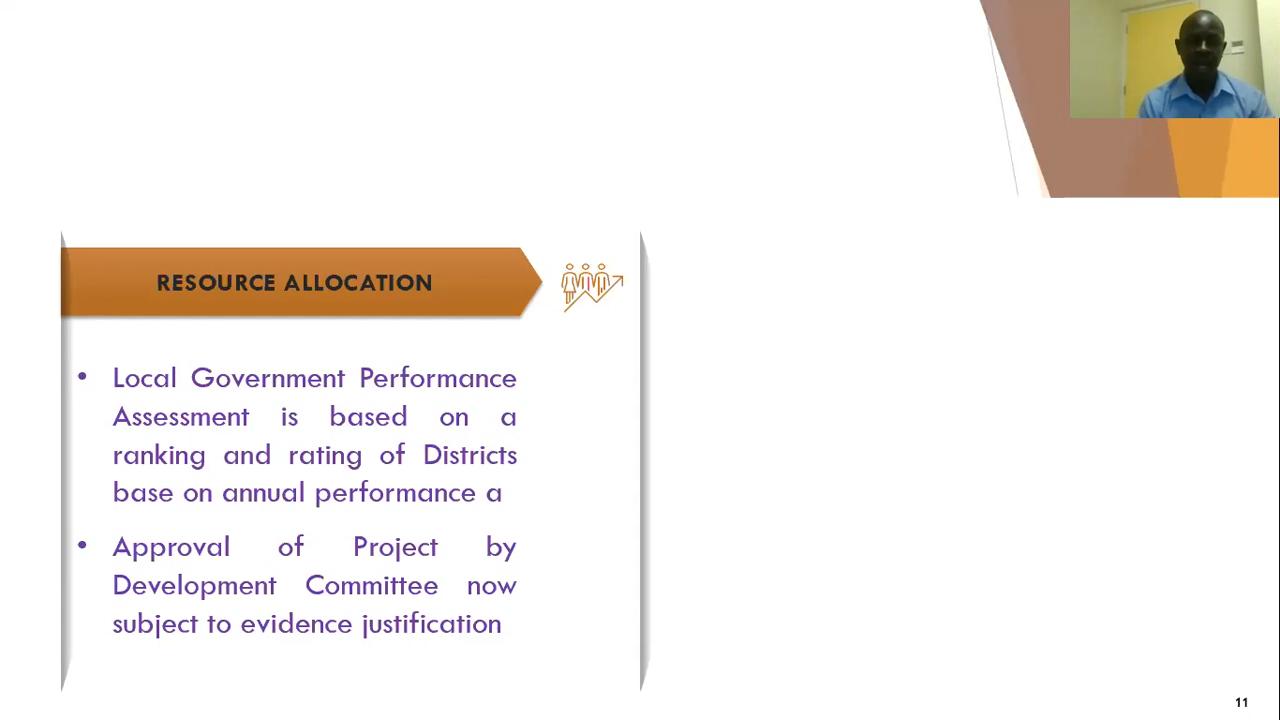 RESOURCE ALLOCATION
• Local Government Performance
Assessment is based on a
ranking and rating of Districts
base on annual performance a
• Approval of Project by
Development Committee now
subject to evidence justification
11